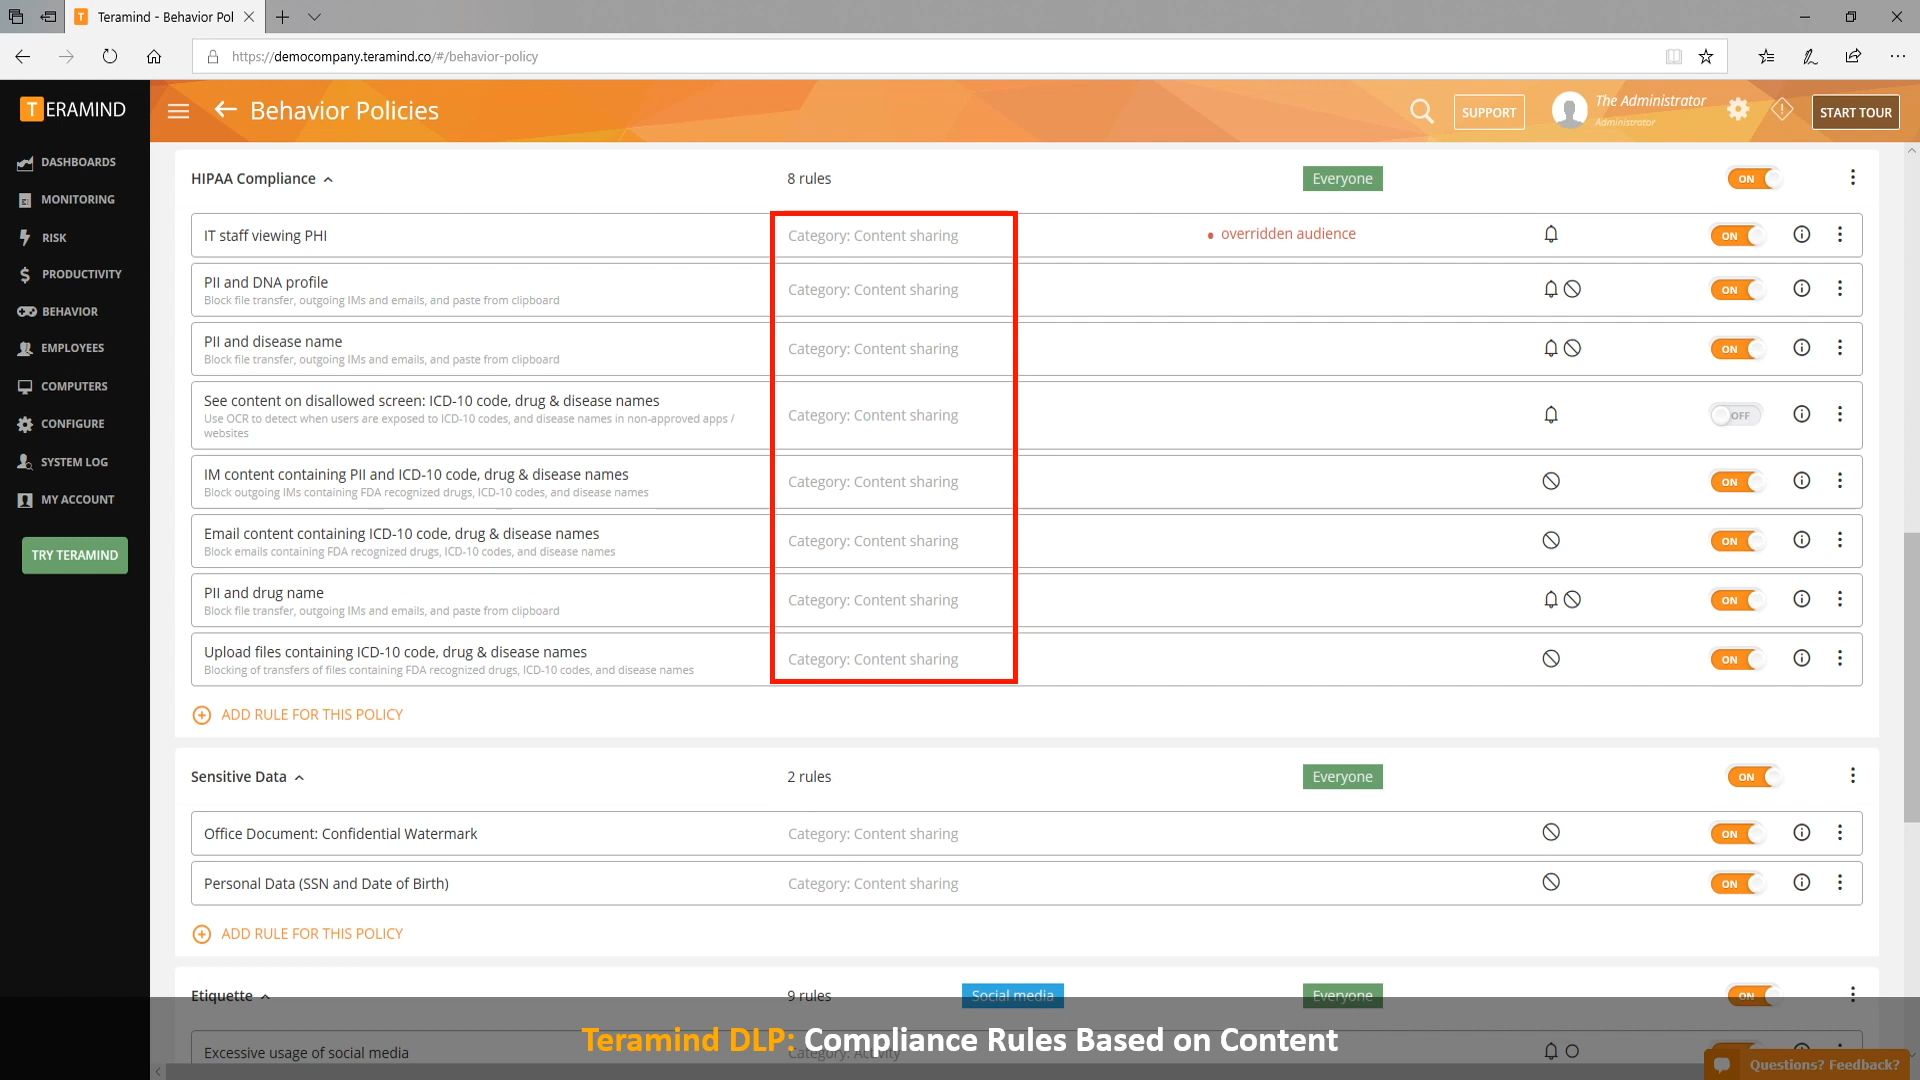 Teramind - Behavior Pol
https://democompany.teramind.co/#/behavior-policy
TERAMIND
Behavior Policies
SUPPORT
The Administrator
Administrator
START TOUR
DASHBOARDS
MONITORING
RISK
PRODUCTIVITY
BEHAVIOR
EMPLOYEES
COMPUTERS
CONFIGURE
SYSTEM LOG
MY ACCOUNT
TRY TERAMIND
HIPAA Compliance 8 rules Everyone ON
IT staff viewing PHI Category: Content sharing • overridden audience ON
PII and DNA profile Category: Content sharing ON
Block file transfer, outgoing IMs and emails, and paste from clipboard
PII and disease name Category: Content sharing ON
Block file transfer, outgoing IMs and emails, and paste from clipboard
See content on disallowed screen: ICD-10 code, drug & disease names Category: Content sharing OFF
Use OCR to detect when users are exposed to ICD-10 codes, and disease names in non-approved apps /
websites
IM content containing PII and ICD-10 code, drug & disease names Category: Content sharing ON
Block outgoing IMs containing FDA recognized drugs, ICD-10 codes, and disease names
Email content containing ICD-10 code, drug & disease names Category: Content sharing ON
Block emails containing FDA recognized drugs, ICD-10 codes, and disease names
PII and drug name Category: Content sharing ON
Block file transfer, outgoing IMs and emails, and paste from clipboard
Upload files containing ICD-10 code, drug & disease names Category: Content sharing ON
Blocking of transfers of files containing FDA recognized drugs, ICD-10 codes, and disease names
ADD RULE FOR THIS POLICY
Sensitive Data 2 rules Everyone ON
Office Document: Confidential Watermark Category: Content sharing ON
Personal Data (SSN and Date of Birth) Category: Content sharing ON
ADD RULE FOR THIS POLICY
Etiquette 9 rules Social media Everyone ON
Excessive usage of social media Category: Activity
Teramind DLP: Compliance Rules Based on Content
Questions? Feedback?